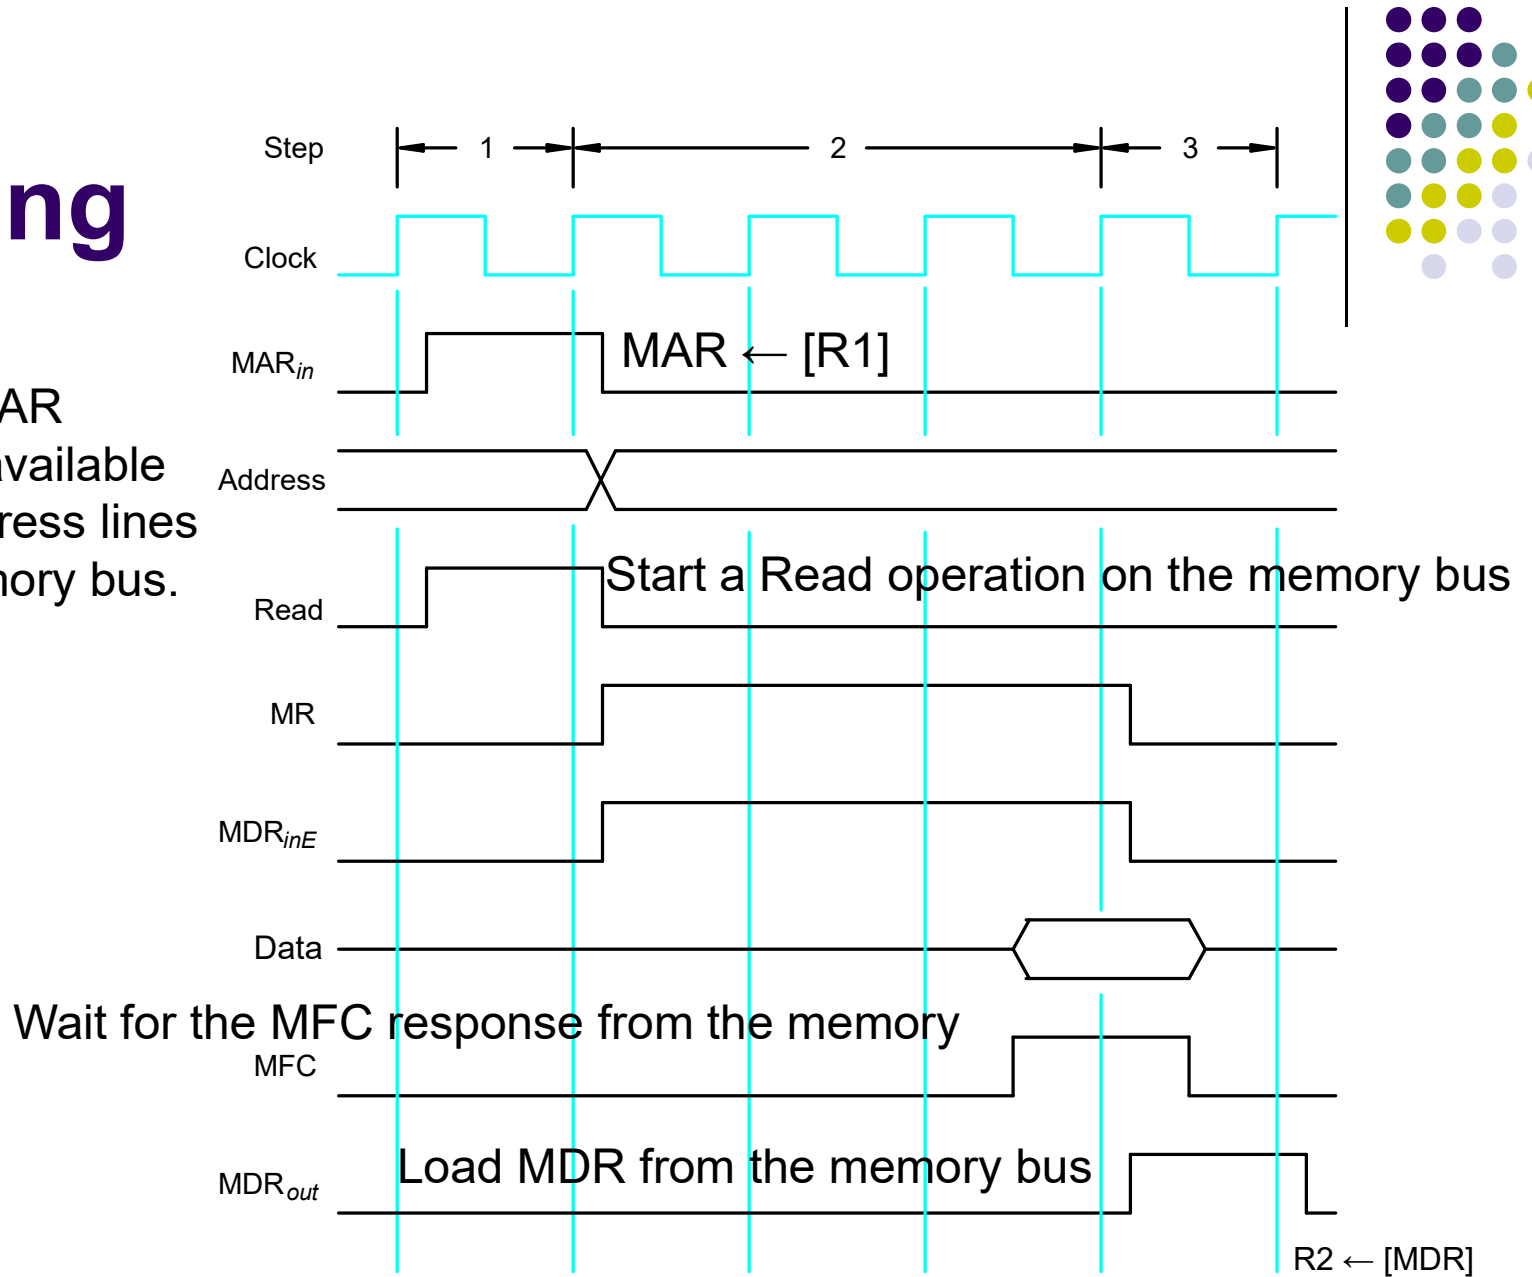 Step 1 2 3
ng
Clock
MARin MAR ← [R1]
AR
available
Address
ress lines
Start a Read operation on the memory bus
mory bus.
Read
MR
MDRinE
Data
Wait for the MFC response from the memory
MFC
Load MDR from the memory bus
MDRout
R2 ← [MDR]